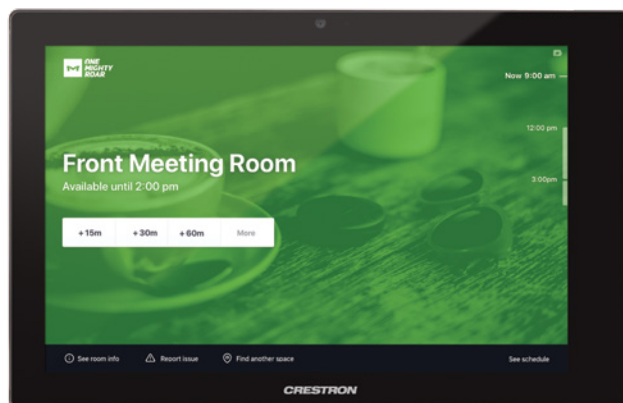 ONE
MIGHTY
ROAR
Now 9:00 am
12:00 pm
3:00pm
Front Meeting Room
Available until 2:00 pm
+15m +30m +60m More
See room info Report issue Find another space See schedule
CRESTRON